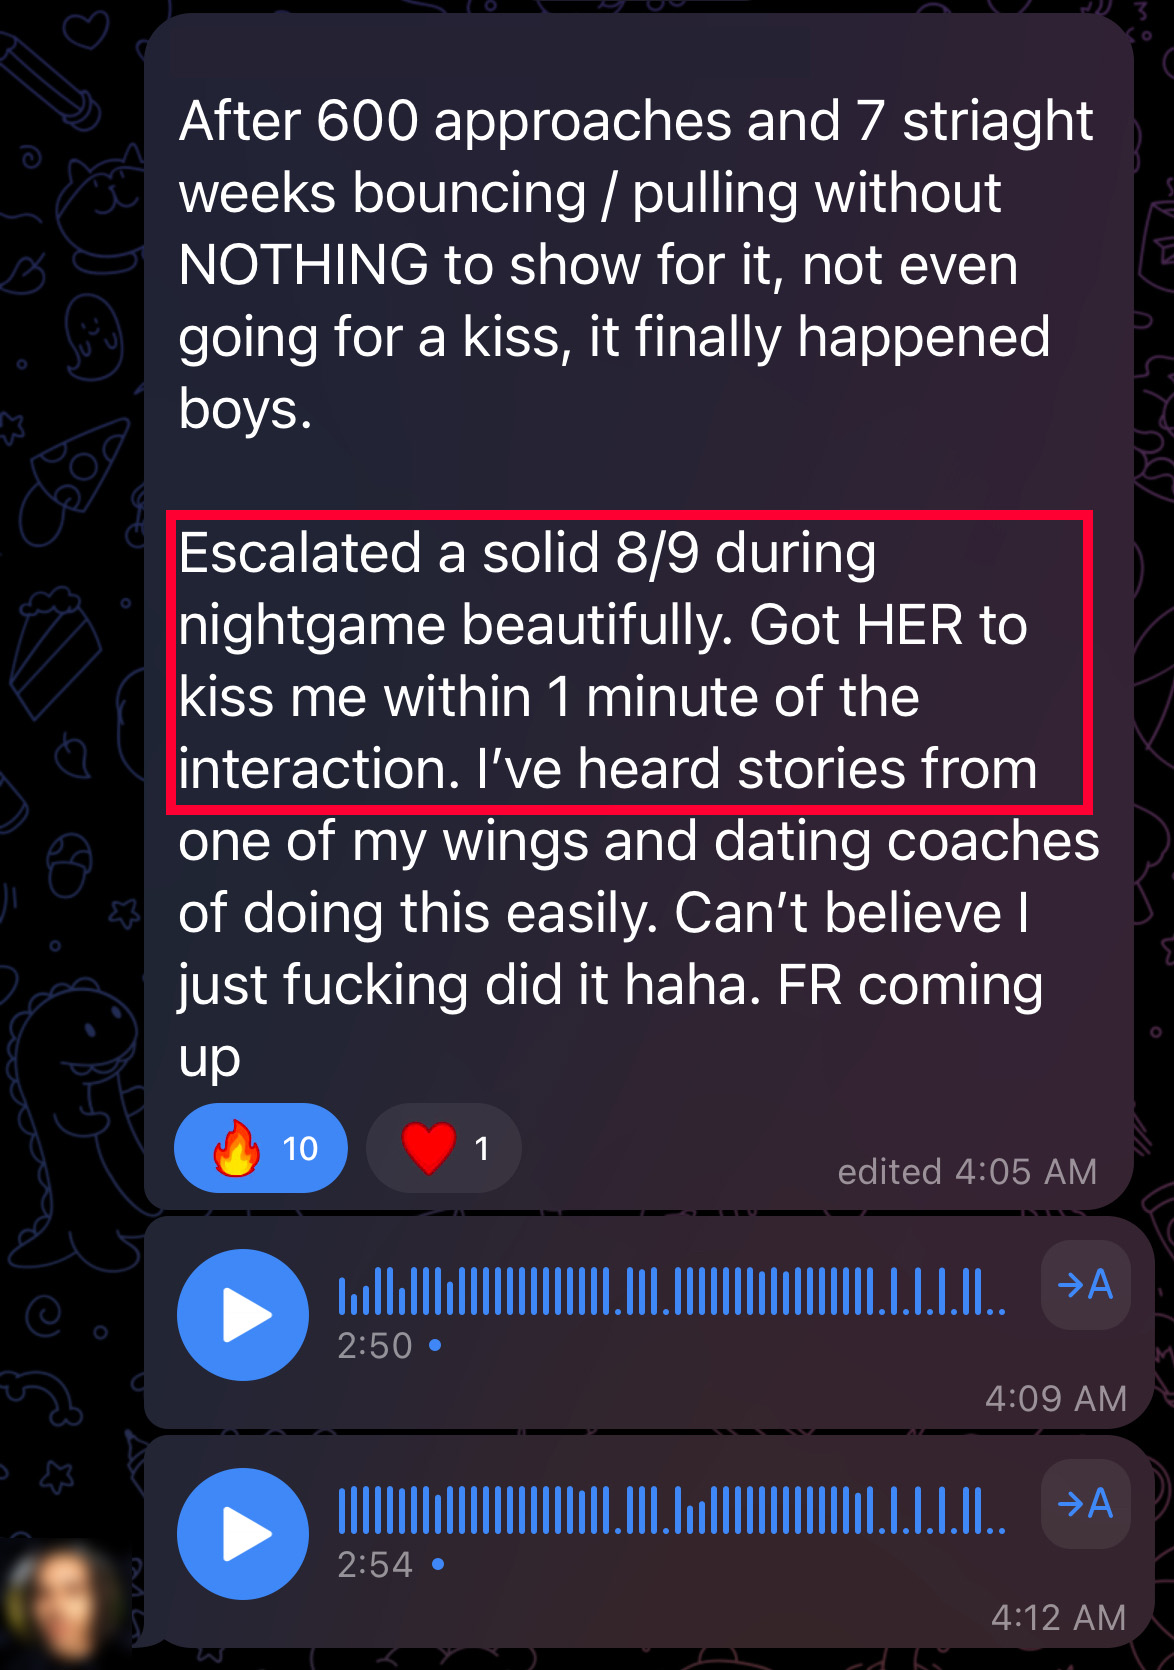 After 600 approaches and 7 striaght
weeks bouncing / pulling without
NOTHING to show for it, not even
going for a kiss, it finally happened
boys.
Escalated a solid 8/9 during
nightgame beautifully. Got HER to
kiss me within 1 minute of the
interaction. I’ve heard stories from
one of my wings and dating coaches
of doing this easily. Can’t believe I
just fucking did it haha. FR coming
up
🔥 10 ❤️ 1
edited 4:05 AM
→A
2:50
4:09 AM
→A
2:54
4:12 AM